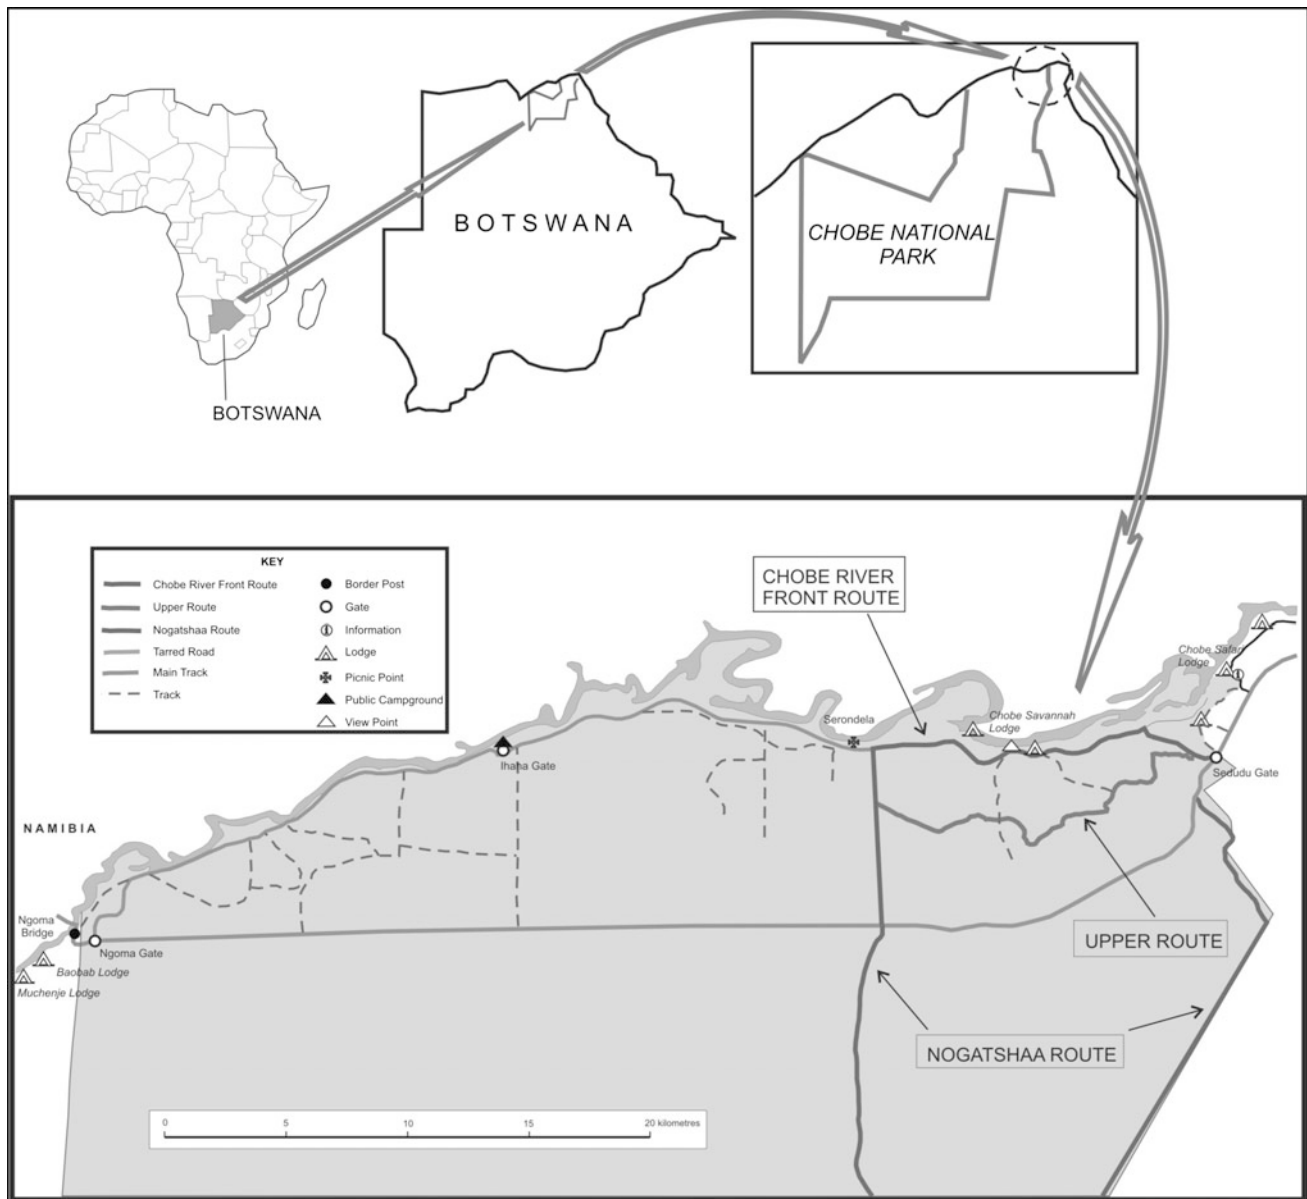 BOTSWANA
BOTSWANA
CHOBE NATIONAL
PARK
KEY
Chobe River Front Route
Upper Route
Nogatshaa Route
Tarred Road
Main Track
Track
Border Post
Gate
Information
Lodge
Picnic Point
Public Campground
View Point
CHOBE RIVER
FRONT ROUTE
Chobe Safari
Lodge
Serondela
Chobe Savannah
Lodge
Ihaha Gate
Sedudu Gate
NAMIBIA
Ngoma
Bridge
Ngoma Gate
Baobab Lodge
Muchenje Lodge
UPPER ROUTE
NOGATSHAA ROUTE
0 5 10 15 20 kilometres